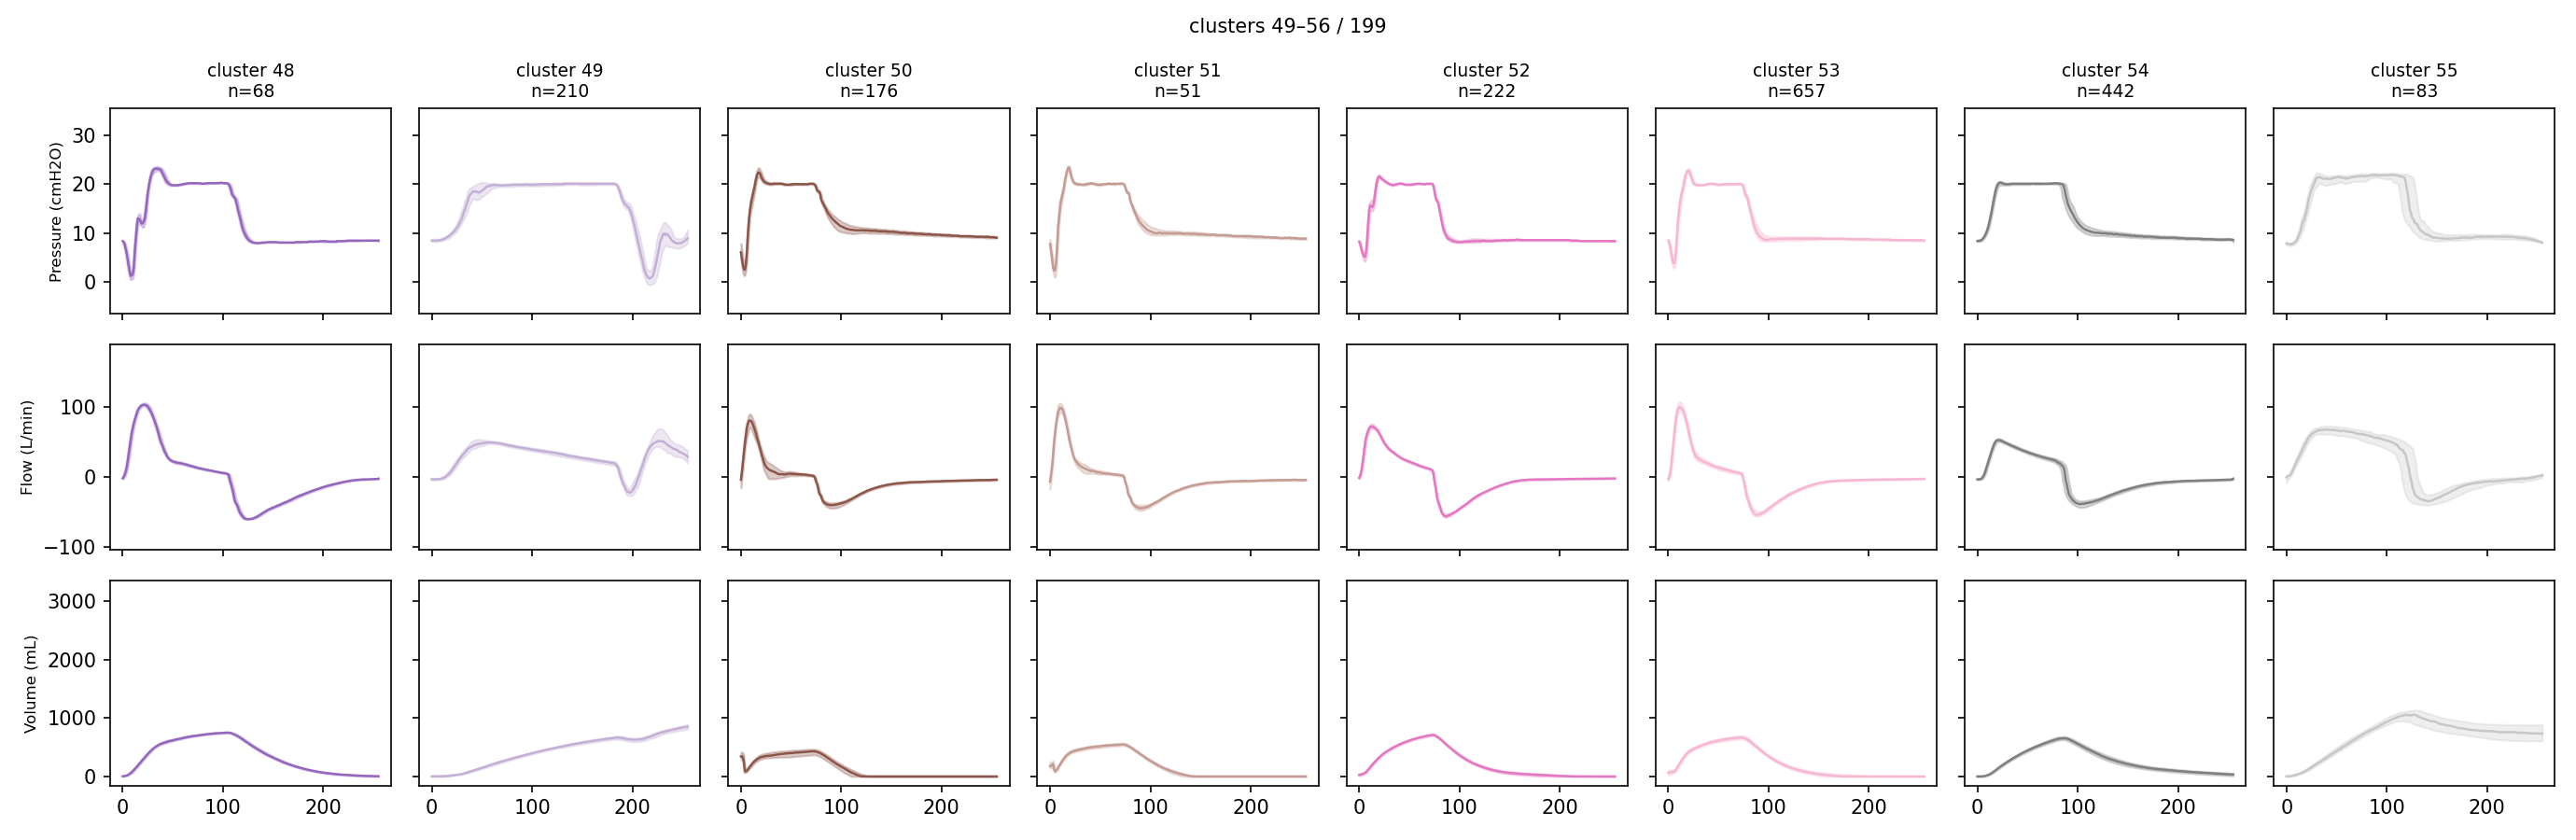 clusters 49–56 / 199
cluster 48
n=68
cluster 49
n=210
cluster 50
n=176
cluster 51
n=51
cluster 52
n=222
cluster 53
n=657
cluster 54
n=442
cluster 55
n=83
Pressure (cmH2O)
30
20
10
0
Flow (L/min)
100
0
−100
Volume (mL)
3000
2000
1000
0
0 100 200
0 100 200
0 100 200
0 100 200
0 100 200
0 100 200
0 100 200
0 100 200